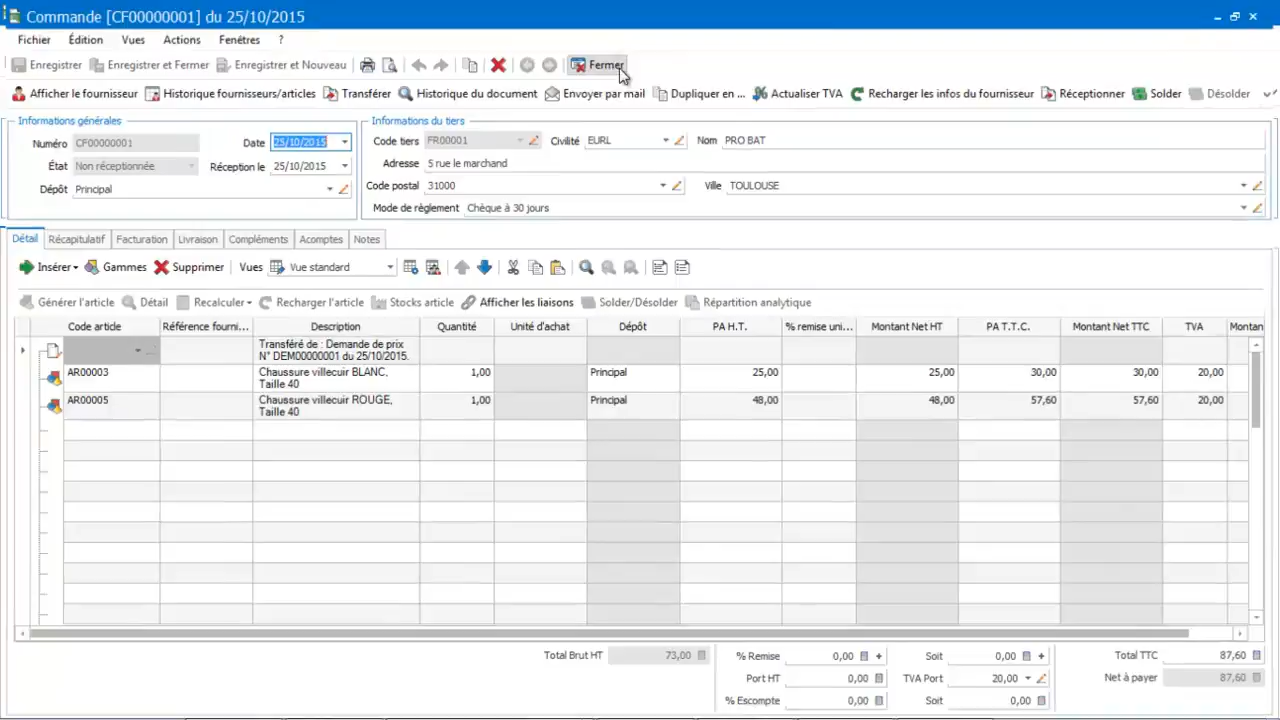 Commande [CF00000001] du 25/10/2015
Fichier Édition Vues Actions Fenêtres ?
Enregistrer Enregistrer et Fermer Enregistrer et Nouveau Fermer
Afficher le fournisseur Historique fournisseurs/articles Transférer Historique du document Envoyer par mail Dupliquer en ... Actualiser TVA Recharger les infos du fournisseur Réceptionner Solder Désolder
Informations générales
Numéro CF00000001 Date 25/10/2015
État Non réceptionnée Réception le 25/10/2015
Dépôt Principal
Informations du tiers
Code tiers FR00001 Civilité EURL Nom PRO BAT
Adresse 5 rue le marchand
Code postal 31000 Ville TOULOUSE
Mode de règlement Chèque à 30 jours
Détail Récapitulatif Facturation Livraison Compléments Acomptes Notes
Insérer Gammes Supprimer Vues Vue standard
Générer l'article Détail Recalculer Recharger l'article Stocks article Afficher les liaisons Solder/Désolder Répartition analytique
Code article Référence fourni... Description Quantité Unité d'achat Dépôt PA H.T. % remise uni... Montant Net HT PA T.T.C. Montant Net TTC TVA Montan
Transféré de : Demande de prix
N° DEM00000001 du 25/10/2015.
AR00003 Chaussure villecuir BLANC, 1,00 Principal 25,00 25,00 30,00 30,00 20,00
Taille 40
AR00005 Chaussure villecuir ROUGE, 1,00 Principal 48,00 48,00 57,60 57,60 20,00
Taille 40
Total Brut HT 73,00 % Remise 0,00 Soit 0,00 Total TTC 87,60
Port HT 0,00 TVA Port 20,00 Net à payer 87,60
% Escompte 0,00 Soit 0,00